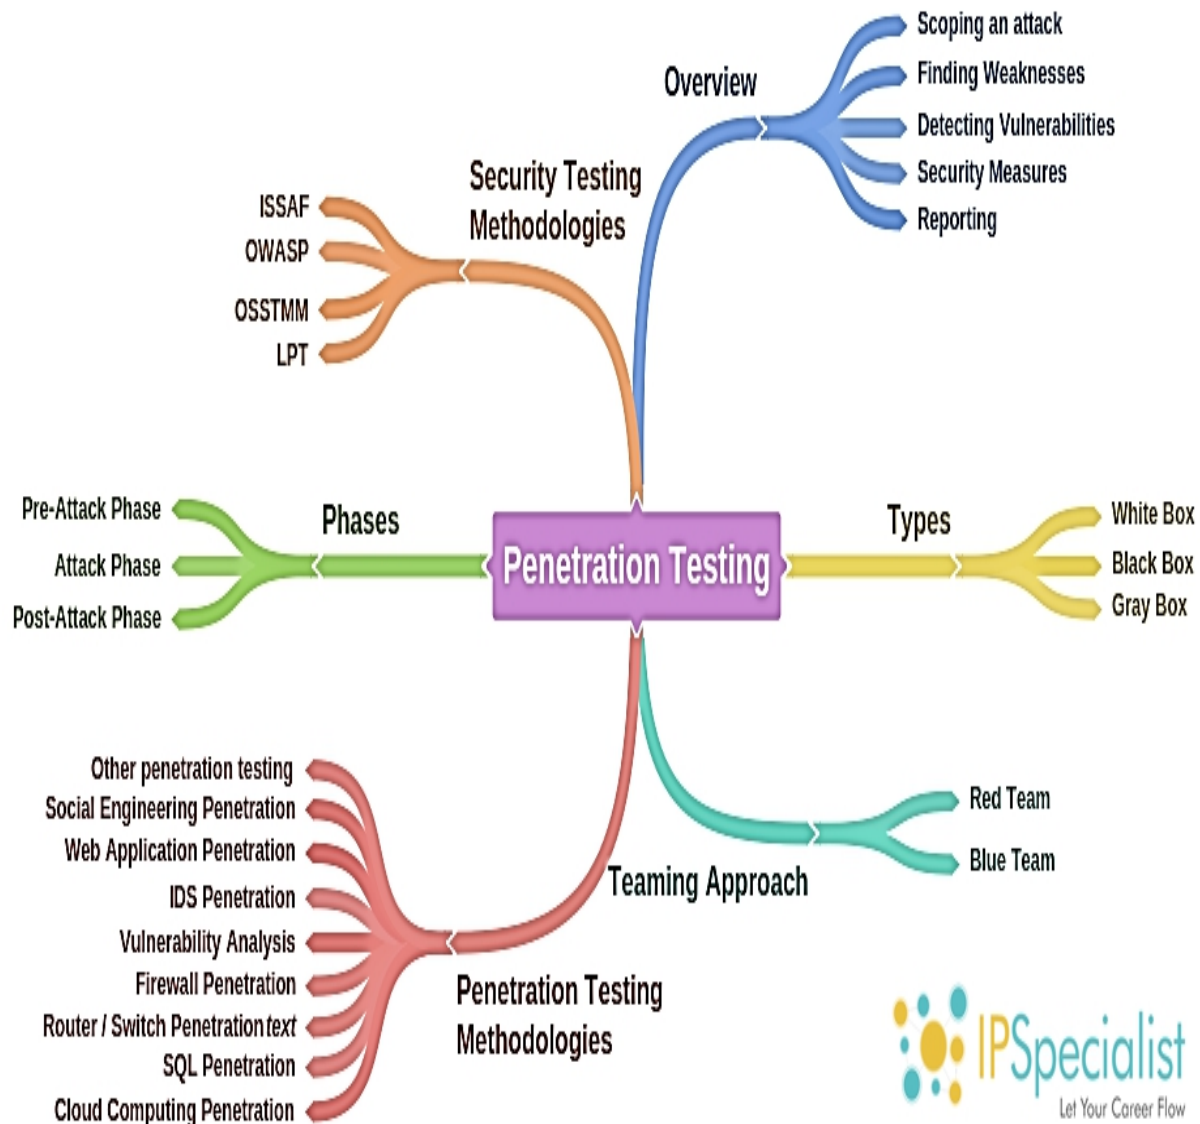 Overview
Scoping an attack
Finding Weaknesses
Detecting Vulnerabilities
Security Measures
Reporting
Security Testing
Methodologies
ISSAF
OWASP
OSSTMM
LPT
Phases
Pre-Attack Phase
Attack Phase
Post-Attack Phase
Penetration Testing
Types
White Box
Black Box
Gray Box
Teaming Approach
Red Team
Blue Team
Penetration Testing
Methodologies
Other penetration testing
Social Engineering Penetration
Web Application Penetration
IDS Penetration
Vulnerability Analysis
Firewall Penetration
Router / Switch Penetration text
SQL Penetration
Cloud Computing Penetration
IPSpecialist
Let Your Career Flow